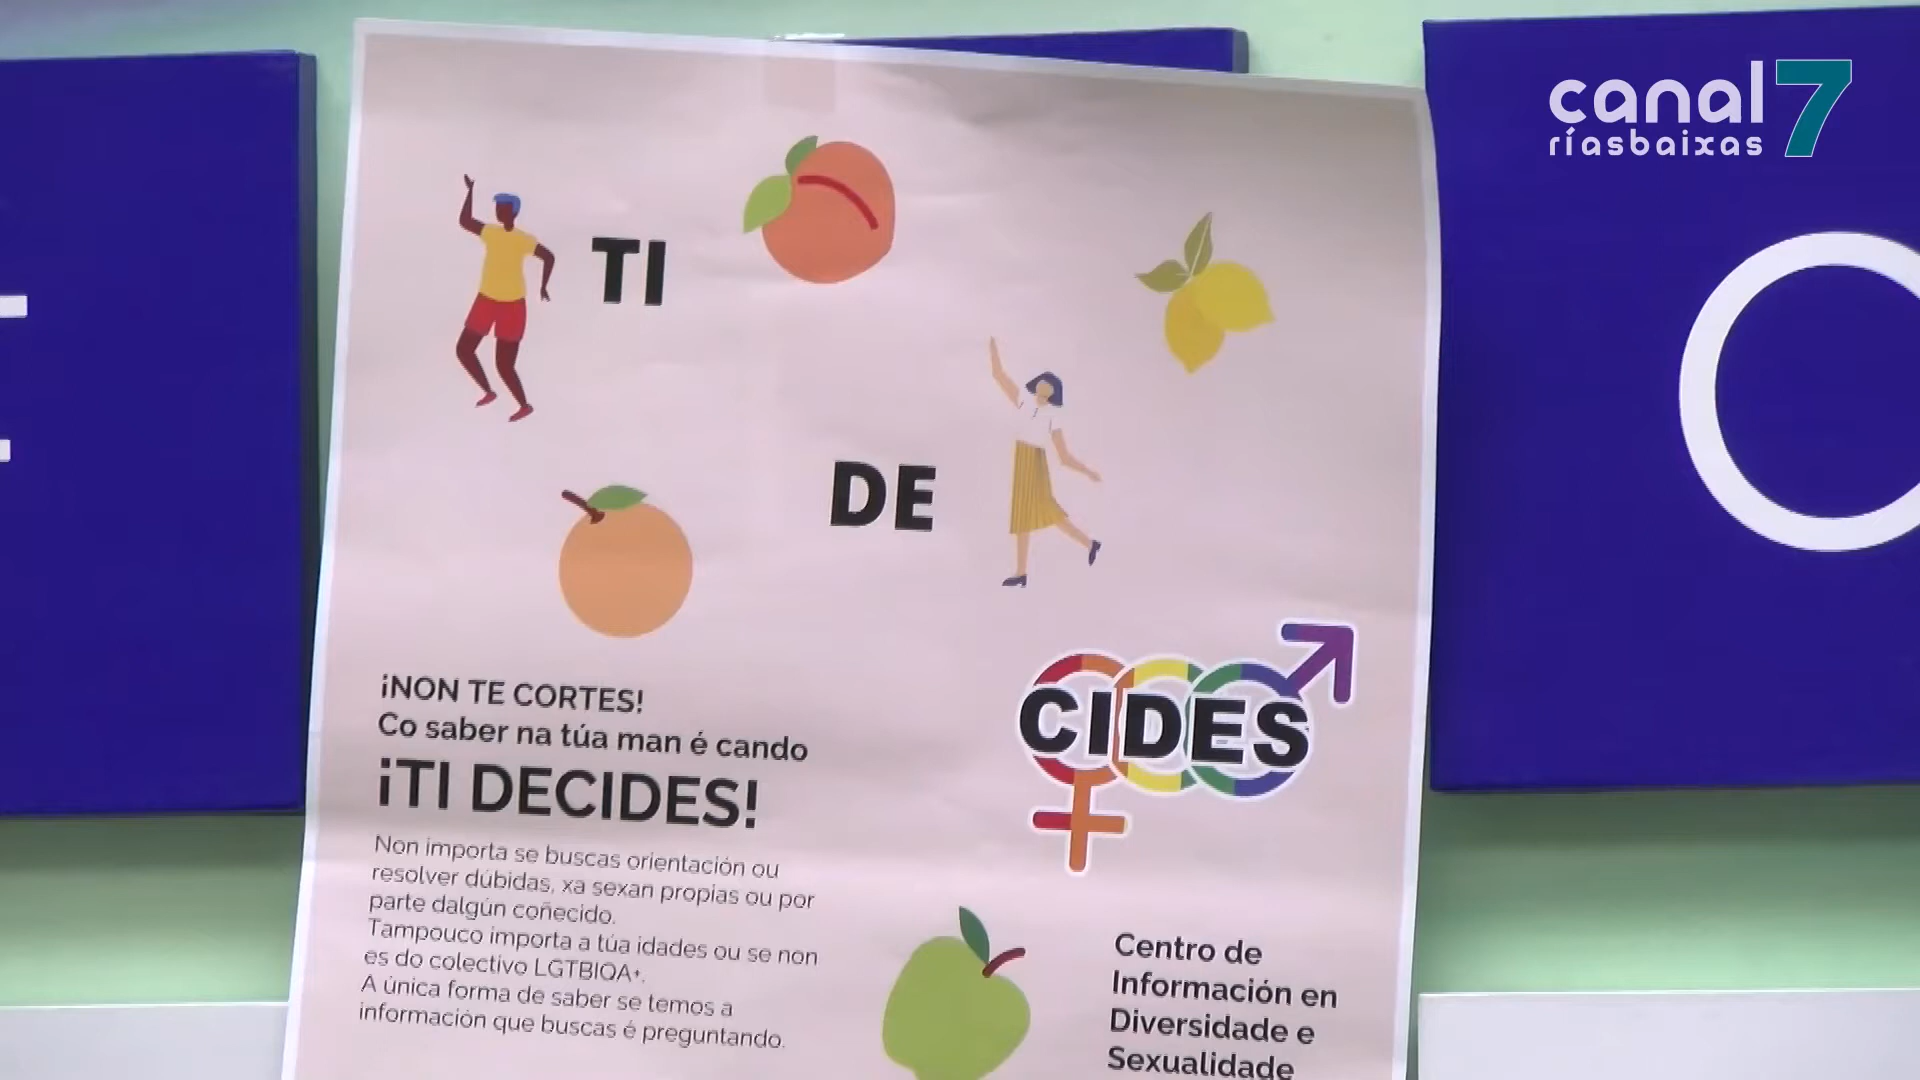 canal 7
ríasbaixas
TI
DE
CIDES
¡NON TE CORTES!
Co saber na túa man é cando
¡TI DECIDES!
Non importa se buscas orientación ou
resolver dúbidas, xa sexan propias ou por
parte dalgún coñecido.
Tampouco importa a túa idades ou se non
es do colectivo LGTBIQA+.
A única forma de saber se temos a
información que buscas é preguntando.
Centro de
Información en
Diversidade e
Sexualidade
O